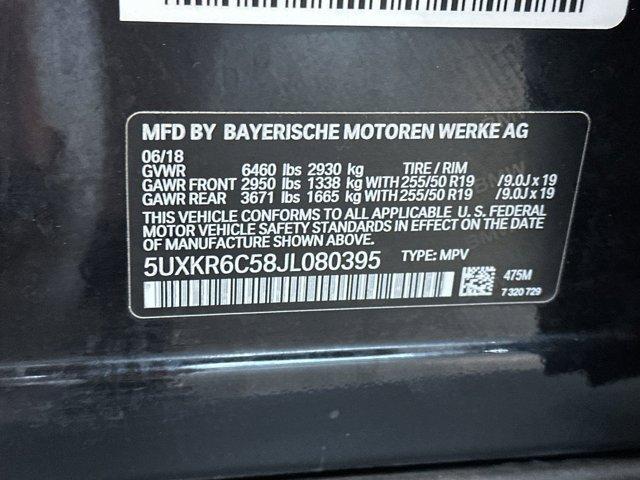 MFD BY BAYERISCHE MOTOREN WERKE AG
06/18
GVWR 6460 lbs 2930 kg TIRE / RIM
GAWR FRONT 2950 lbs 1338 kg WITH 255/50 R19 /9.0J x 19
GAWR REAR 3671 lbs 1665 kg WITH 255/50 R19 /9.0J x 19
THIS VEHICLE CONFORMS TO ALL APPLICABLE U. S. FEDERAL
MOTOR VEHICLE SAFETY STANDARDS IN EFFECT ON THE
DATE OF MANUFACTURE SHOWN ABOVE.
5UXKR6C58JL080395 TYPE: MPV
475M
7 320 729